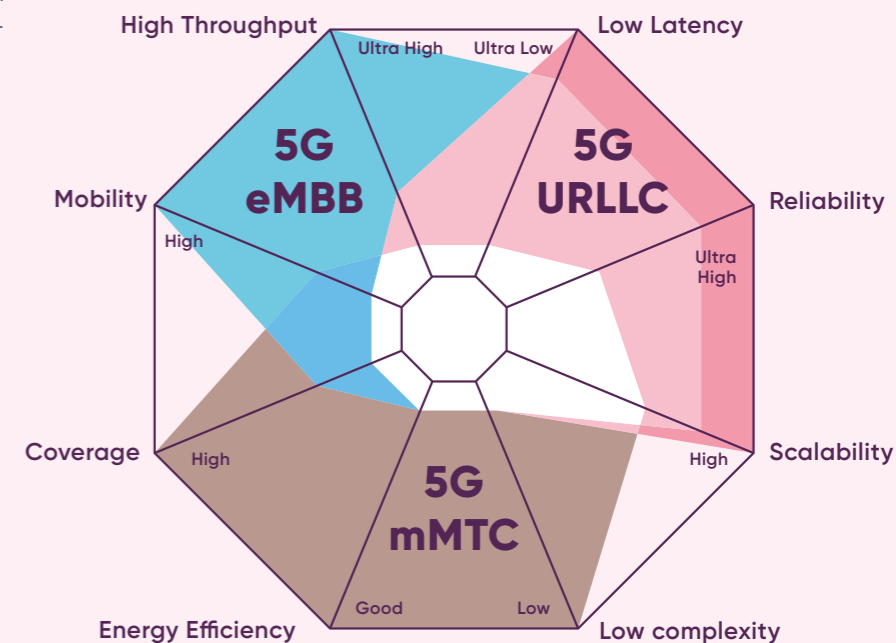 High Throughput
Low Latency
Ultra High
Ultra Low
5G
eMBB
5G
URLLC
Mobility
Reliability
High
Ultra
High
Coverage
Scalability
High
High
5G
mMTC
Good
Low
Energy Efficiency
Low complexity